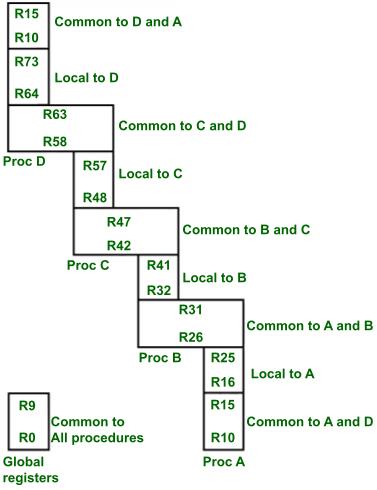 R15
Common to D and A
R10
R73
Local to D
R64
R63
Common to C and D
R58
Proc D
R57
Local to C
R48
R47
Common to B and C
R42
Proc C
R41
Local to B
R32
R31
Common to A and B
R26
Proc B
R25
Local to A
R16
R15
Common to A and D
R10
Proc A
R9
Common to
All procedures
R0
Global
registers